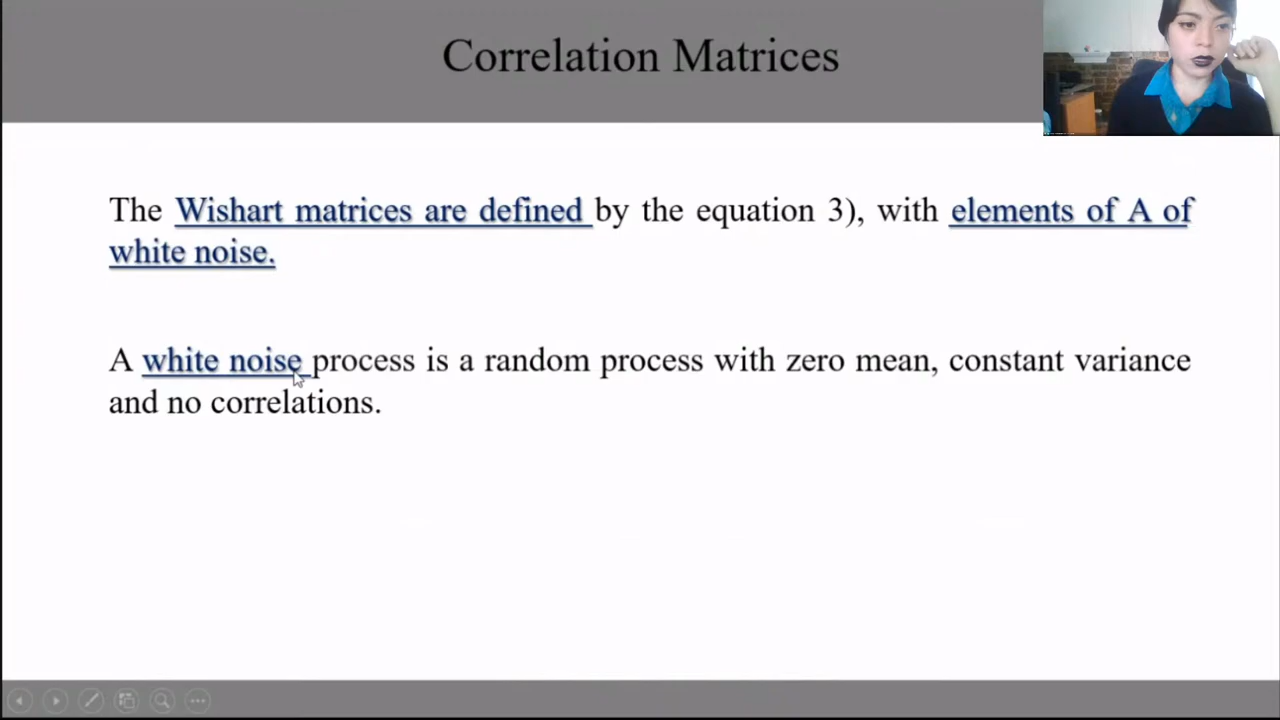 Correlation Matrices
The Wishart matrices are defined by the equation 3), with elements of A of
white noise.
A white noise process is a random process with zero mean, constant variance
and no correlations.